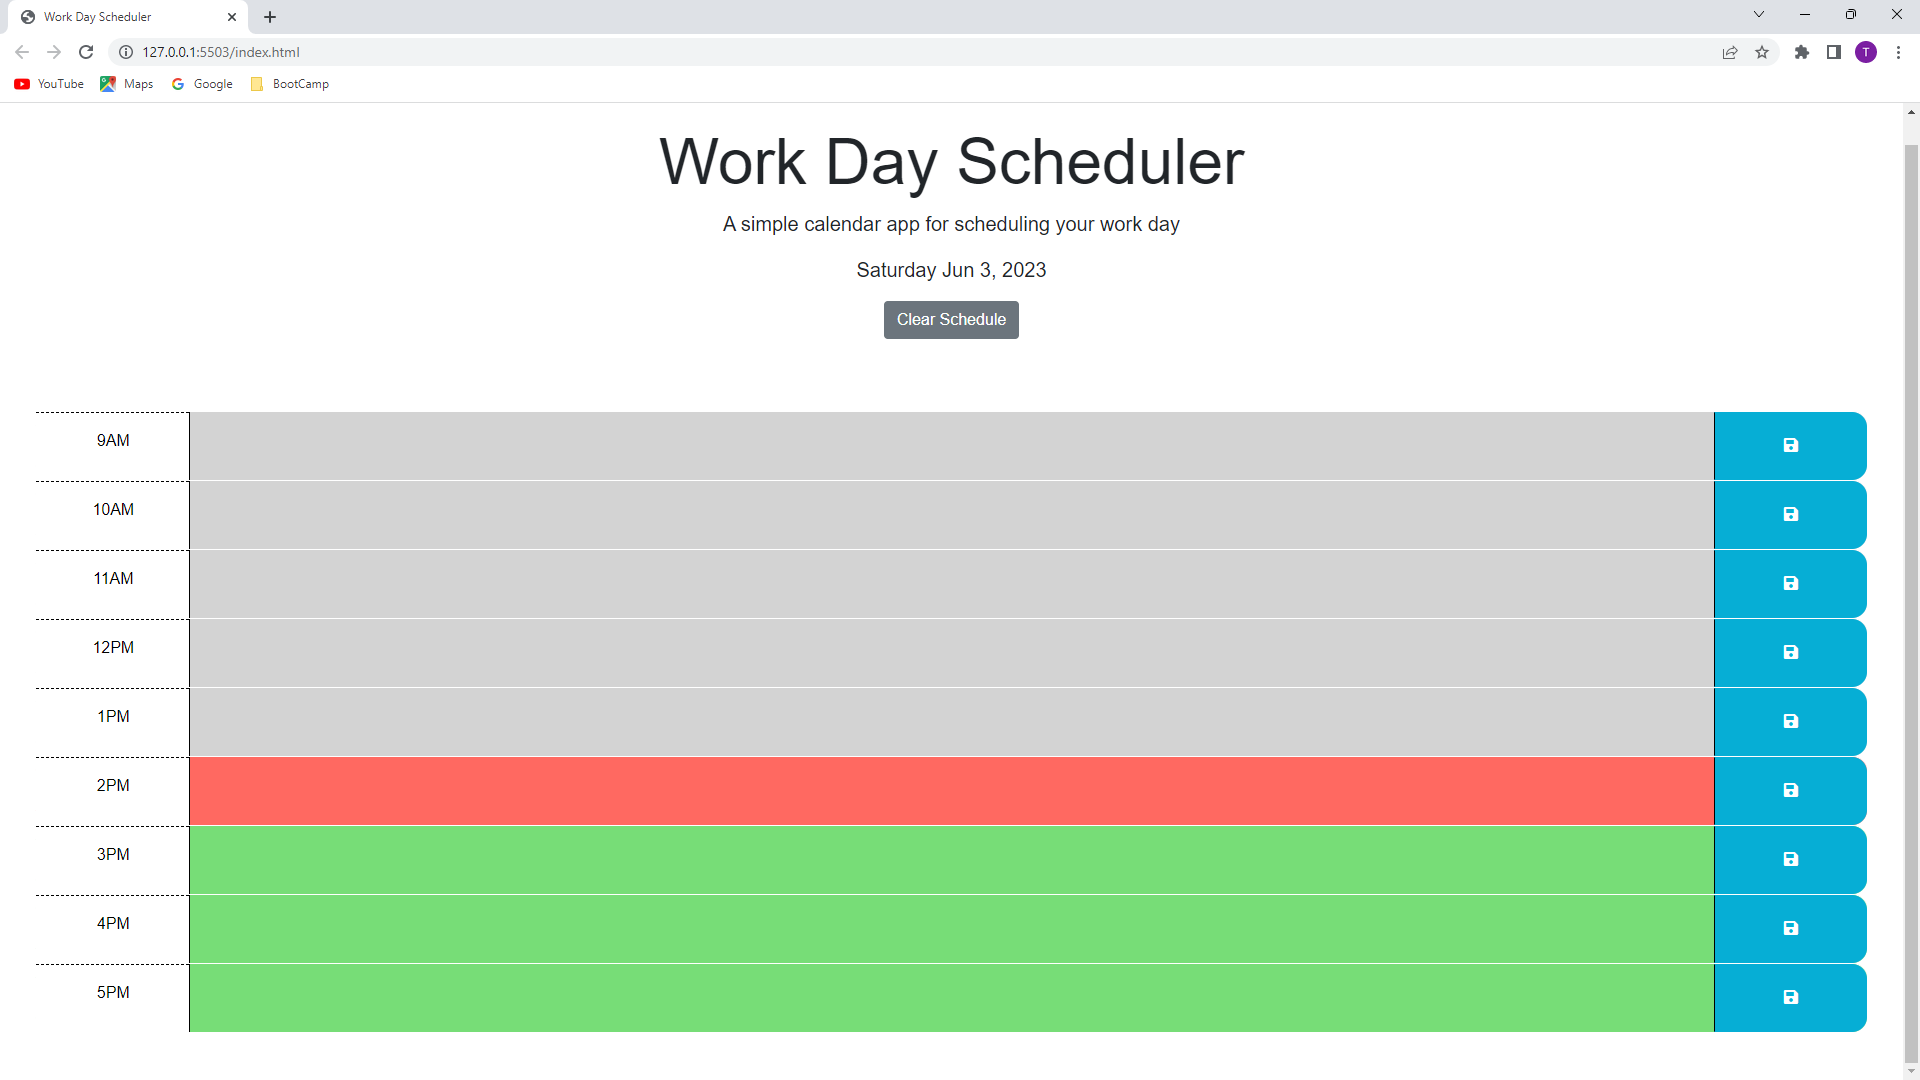 Work Day Scheduler
127.0.0.1:5503/index.html
T
YouTube Maps Google BootCamp
Work Day Scheduler
A simple calendar app for scheduling your work day
Saturday Jun 3, 2023
Clear Schedule
9AM
10AM
11AM
12PM
1PM
2PM
3PM
4PM
5PM